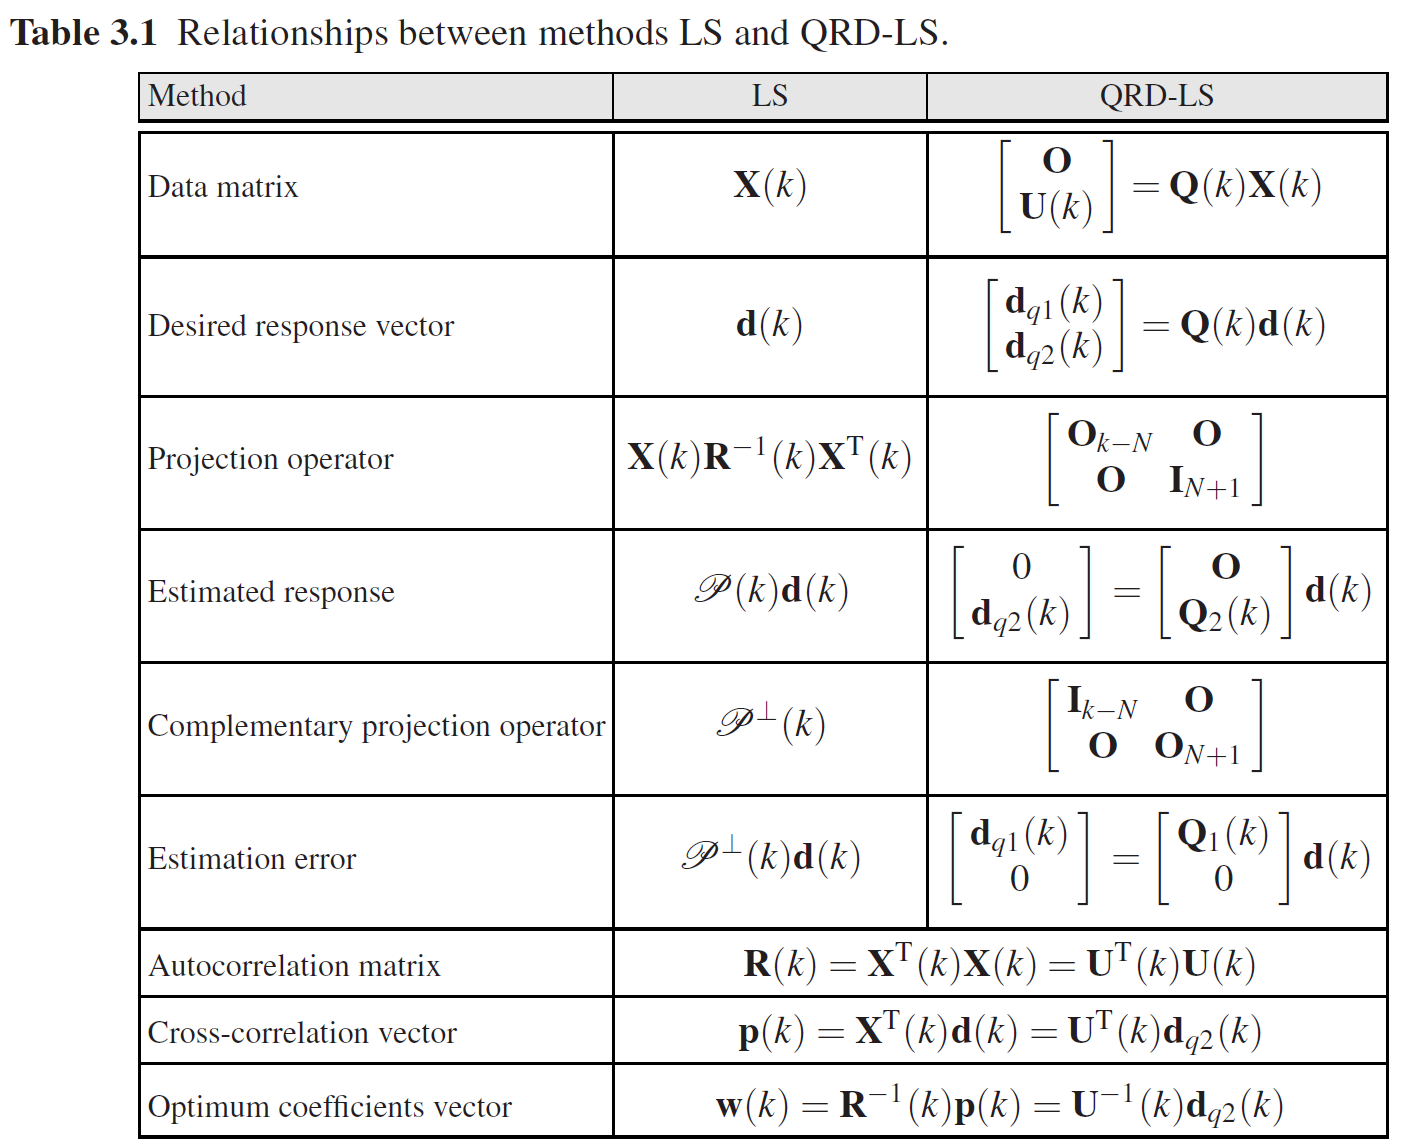 Table 3.1 Relationships between methods LS and QRD-LS.
Method LS QRD-LS
Data matrix $\mathbf{X}(k)$ $\begin{bmatrix} \mathbf{O} \\ \mathbf{U}(k) \end{bmatrix} = \mathbf{Q}(k)\mathbf{X}(k)$
Desired response vector $\mathbf{d}(k)$ $\begin{bmatrix} \mathbf{d}_{q1}(k) \\ \mathbf{d}_{q2}(k) \end{bmatrix} = \mathbf{Q}(k)\mathbf{d}(k)$
Projection operator $\mathbf{X}(k)\mathbf{R}^{-1}(k)\mathbf{X}^{\mathrm{T}}(k)$ $\begin{bmatrix} \mathbf{O}_{k-N} & \mathbf{O} \\ \mathbf{O} & \mathbf{I}_{N+1} \end{bmatrix}$
Estimated response $\mathscr{P}(k)\mathbf{d}(k)$ $\begin{bmatrix} 0 \\ \mathbf{d}_{q2}(k) \end{bmatrix} = \begin{bmatrix} \mathbf{O} \\ \mathbf{Q}_2(k) \end{bmatrix} \mathbf{d}(k)$
Complementary projection operator $\mathscr{P}^{\perp}(k)$ $\begin{bmatrix} \mathbf{I}_{k-N} & \mathbf{O} \\ \mathbf{O} & \mathbf{O}_{N+1} \end{bmatrix}$
Estimation error $\mathscr{P}^{\perp}(k)\mathbf{d}(k)$ $\begin{bmatrix} \mathbf{d}_{q1}(k) \\ 0 \end{bmatrix} = \begin{bmatrix} \mathbf{Q}_1(k) \\ 0 \end{bmatrix} \mathbf{d}(k)$
Autocorrelation matrix $\mathbf{R}(k) = \mathbf{X}^{\mathrm{T}}(k)\mathbf{X}(k) = \mathbf{U}^{\mathrm{T}}(k)\mathbf{U}(k)$
Cross-correlation vector $\mathbf{p}(k) = \mathbf{X}^{\mathrm{T}}(k)\mathbf{d}(k) = \mathbf{U}^{\mathrm{T}}(k)\mathbf{d}_{q2}(k)$
Optimum coefficients vector $\mathbf{w}(k) = \mathbf{R}^{-1}(k)\mathbf{p}(k) = \mathbf{U}^{-1}(k)\mathbf{d}_{q2}(k)$